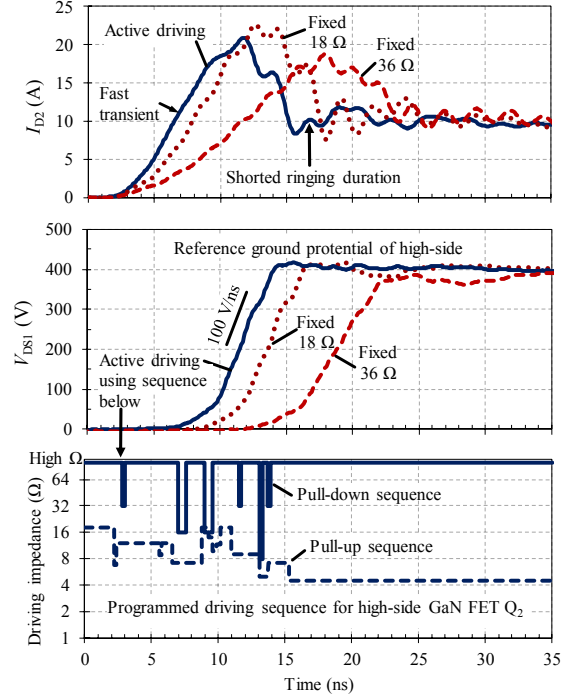 25
20
15
10
5
0
I_D2 (A)
Active driving
Fast
transient
Fixed
18 Ω
Fixed
36 Ω
Shorted ringing duration
500
400
300
200
100
0
V_DS1 (V)
Reference ground potential of high-side
100 V/ns
Fixed
18 Ω
Fixed
36 Ω
Active driving
using sequence
below
High Ω
64
32
16
8
4
2
1
Driving impedance (Ω)
Pull-down sequence
Pull-up sequence
Programmed driving sequence for high-side GaN FET Q2
0 5 10 15 20 25 30 35
Time (ns)